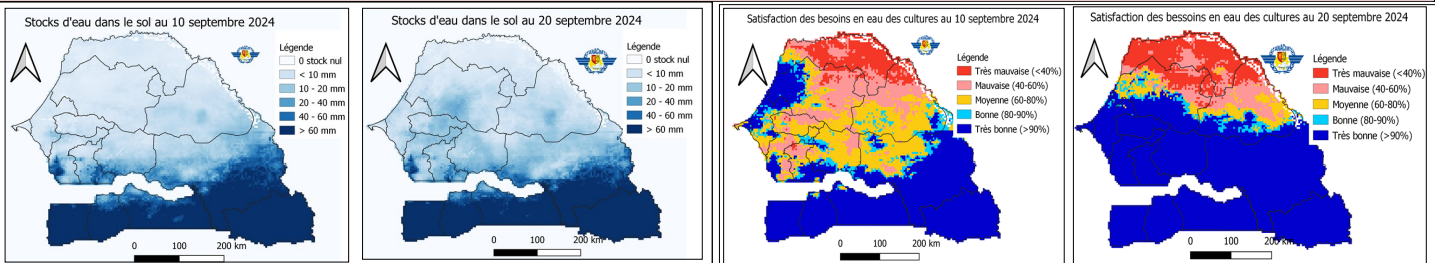 Stocks d'eau dans le sol au 10 septembre 2024
Légende
0 stock nul
< 10 mm
10 - 20 mm
20 - 40 mm
40 - 60 mm
> 60 mm
0 100 200 km
Stocks d'eau dans le sol au 20 septembre 2024
Légende
0 stock nul
< 10 mm
10 - 20 mm
20 - 40 mm
40 - 60 mm
> 60 mm
0 100 200 km
Satisfaction des besoins en eau des cultures au 10 septembre 2024
Légende
Très mauvaise (<40%)
Mauvaise (40-60%)
Moyenne (60-80%)
Bonne (80-90%)
Très bonne (>90%)
0 100 200 km
Satisfaction des bessoins en eau des cultures au 20 septembre 2024
Légende
Très mauvaise (<40%)
Mauvaise (40-60%)
Moyenne (60-80%)
Bonne (80-90%)
Très bonne (>90%)
0 100 200 km